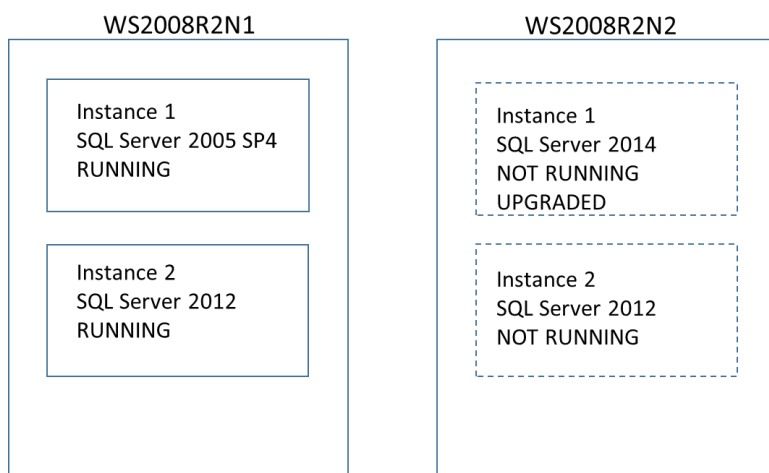 WS2008R2N1
Instance 1
SQL Server 2005 SP4
RUNNING
Instance 2
SQL Server 2012
RUNNING
WS2008R2N2
Instance 1
SQL Server 2014
NOT RUNNING
UPGRADED
Instance 2
SQL Server 2012
NOT RUNNING